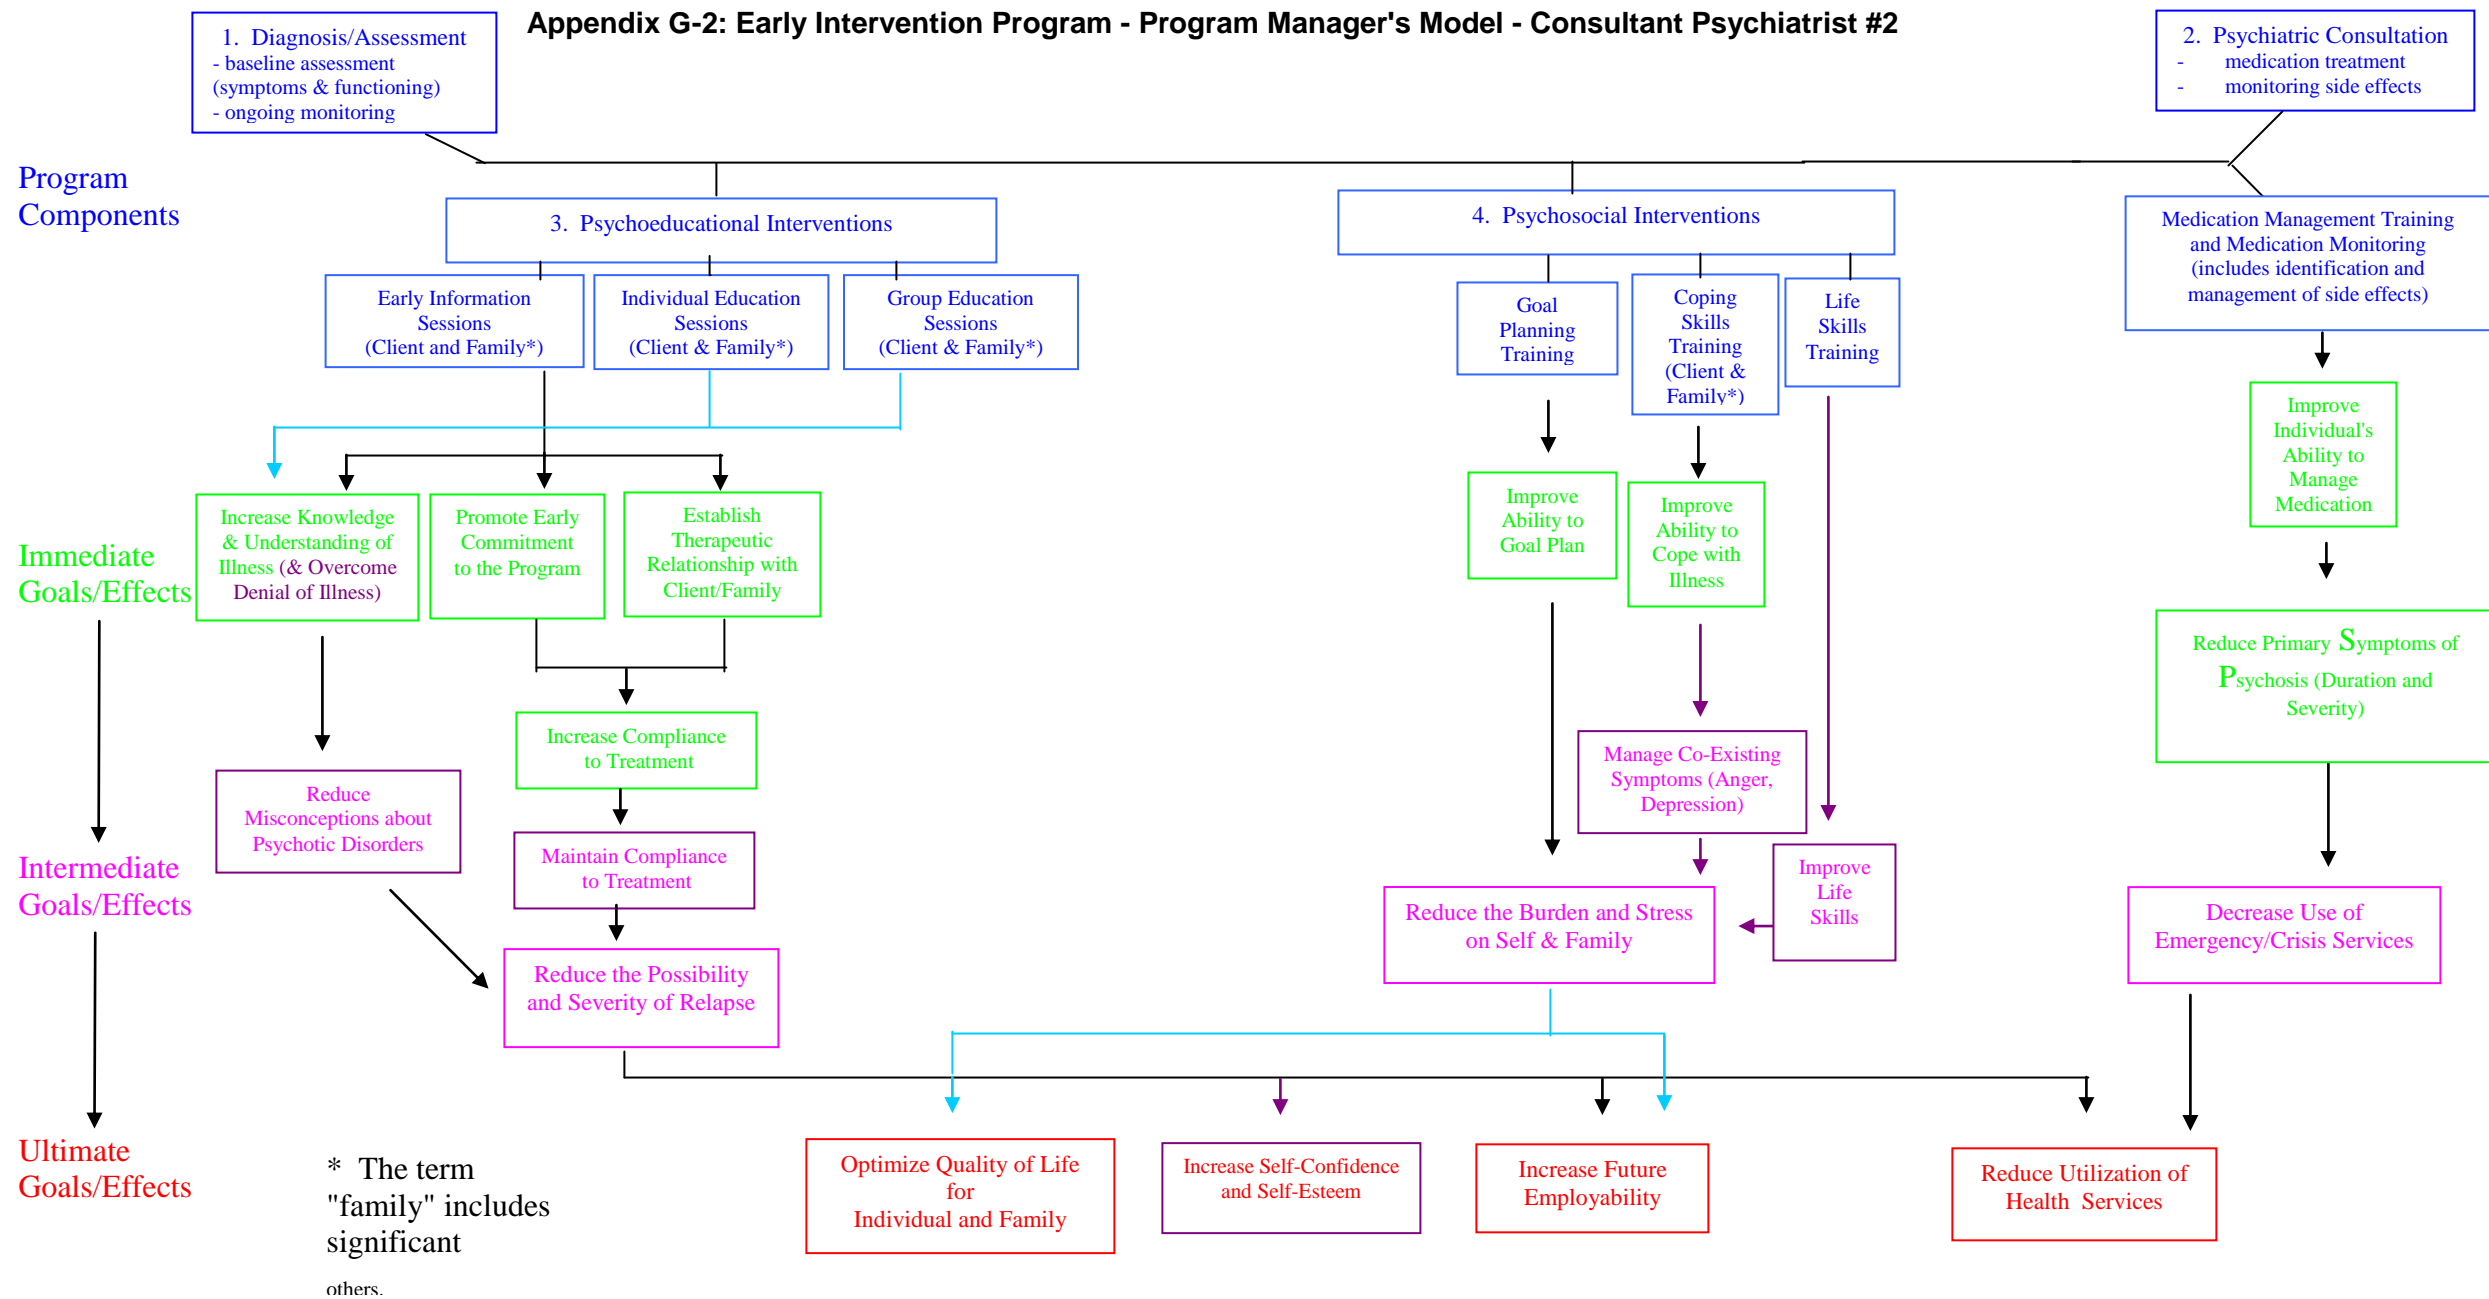 Appendix G-2: Early Intervention Program - Program Manager's Model - Consultant Psychiatrist #2
1. Diagnosis/Assessment
- baseline assessment
(symptoms & functioning)
- ongoing monitoring
2. Psychiatric Consultation
- medication treatment
- monitoring side effects
Program
Components
3. Psychoeducational Interventions
4. Psychosocial Interventions
Medication Management Training
and Medication Monitoring
(includes identification and
management of side effects)
Early Information
Sessions
(Client and Family*)
Individual Education
Sessions
(Client & Family*)
Group Education
Sessions
(Client & Family*)
Goal
Planning
Training
Coping
Skills
Training
(Client &
Family*)
Life
Skills
Training
Improve
Individual's
Ability to
Manage
Medication
Immediate
Goals/Effects
Increase Knowledge
& Understanding of
Illness (& Overcome
Denial of Illness)
Promote Early
Commitment
to the Program
Establish
Therapeutic
Relationship with
Client/Family
Improve
Ability to
Goal Plan
Improve
Ability to
Cope with
Illness
Reduce Primary Symptoms of
Psychosis (Duration and
Severity)
Increase Compliance
to Treatment
Manage Co-Existing
Symptoms (Anger,
Depression)
Reduce
Misconceptions about
Psychotic Disorders
Maintain Compliance
to Treatment
Improve
Life
Skills
Intermediate
Goals/Effects
Reduce the Burden and Stress
on Self & Family
Decrease Use of
Emergency/Crisis Services
Reduce the Possibility
and Severity of Relapse
Ultimate
Goals/Effects
* The term
"family" includes
significant
others.
Optimize Quality of Life
for
Individual and Family
Increase Self-Confidence
and Self-Esteem
Increase Future
Employability
Reduce Utilization of
Health Services